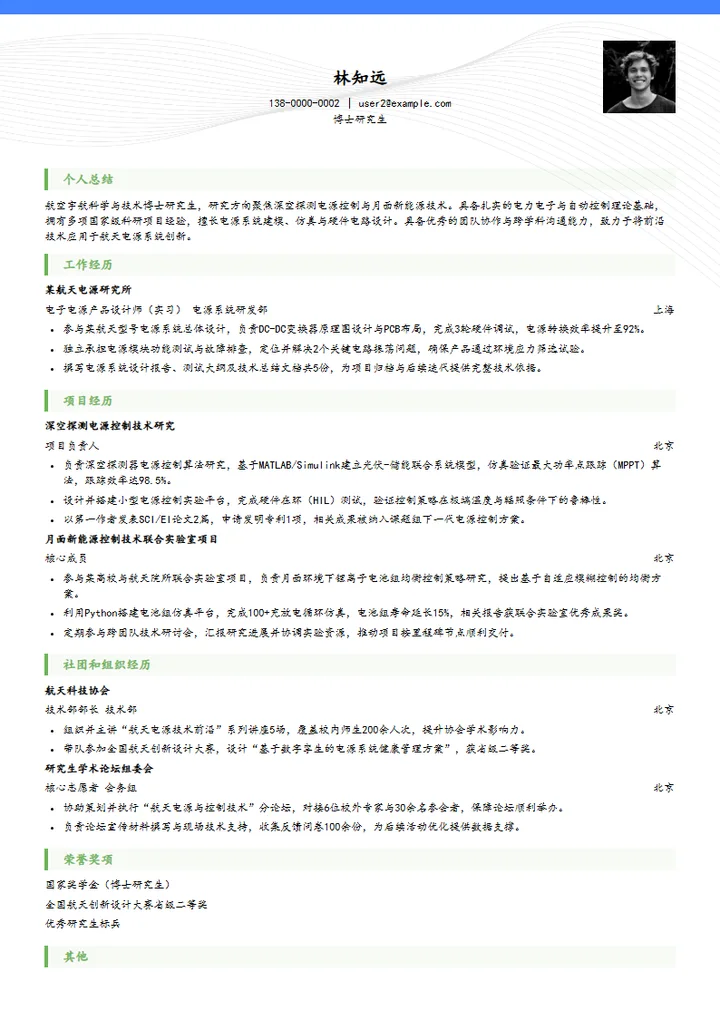 林知远
138-0000-0002 | user2@example.com
博士研究生
个人总结
航空宇航科学与技术博士研究生，研究方向聚焦深空探测电源控制与月面新能源技术。具备扎实的电力电子与自动控制理论基础，
拥有多项国家级科研项目经验，擅长电源系统建模、仿真与硬件电路设计。具备优秀的团队协作与跨学科沟通能力，致力于将前沿
技术应用于航天电源系统创新。
工作经历
某航天电源研究所
电子电源产品设计师（实习） 电源系统研发部 上海
• 参与某航天型号电源系统总体设计，负责DC-DC变换器原理图设计与PCB布局，完成3轮硬件调试，电源转换效率提升至92%。
• 独立承担电源模块功能测试与故障排查，定位并解决2个关键电路振荡问题，确保产品通过环境应力筛选试验。
• 撰写电源系统设计报告、测试大纲及技术总结文档共5份，为项目归档与后续迭代提供完整技术依据。
项目经历
深空探测电源控制技术研究
项目负责人 北京
• 负责深空探测器电源控制算法研究，基于MATLAB/Simulink建立光伏-储能联合系统模型，仿真验证最大功率点跟踪（MPPT）算
法，跟踪效率达98.5%。
• 设计并搭建小型电源控制实验平台，完成硬件在环（HIL）测试，验证控制策略在极端温度与辐照条件下的鲁棒性。
• 以第一作者发表SCI/EI论文2篇，申请发明专利1项，相关成果被纳入课题组下一代电源控制方案。
月面新能源控制技术联合实验室项目
核心成员 北京
• 参与某高校与航天院所联合实验室项目，负责月面环境下锂离子电池组均衡控制策略研究，提出基于自适应模糊控制的均衡方
案。
• 利用Python搭建电池组仿真平台，完成100+充放电循环仿真，电池组寿命延长15%，相关报告获联合实验室优秀成果奖。
• 定期参与跨团队技术研讨会，汇报研究进展并协调实验资源，推动项目按里程碑节点顺利交付。
社团和组织经历
航天科技协会
技术部部长 技术部 北京
• 组织并主讲“航天电源技术前沿”系列讲座5场，覆盖校内师生200余人次，提升协会学术影响力。
• 带队参加全国航天创新设计大赛，设计“基于数字孪生的电源系统健康管理方案”，获省级二等奖。
研究生学术论坛组委会
核心志愿者 会务组 北京
• 协助策划并执行“航天电源与控制技术”分论坛，对接6位校外专家与30余名参会者，保障论坛顺利举办。
• 负责论坛宣传材料撰写与现场技术支持，收集反馈问卷100余份，为后续活动优化提供数据支撑。
荣誉奖项
国家奖学金（博士研究生）
全国航天创新设计大赛省级二等奖
优秀研究生标兵
其他